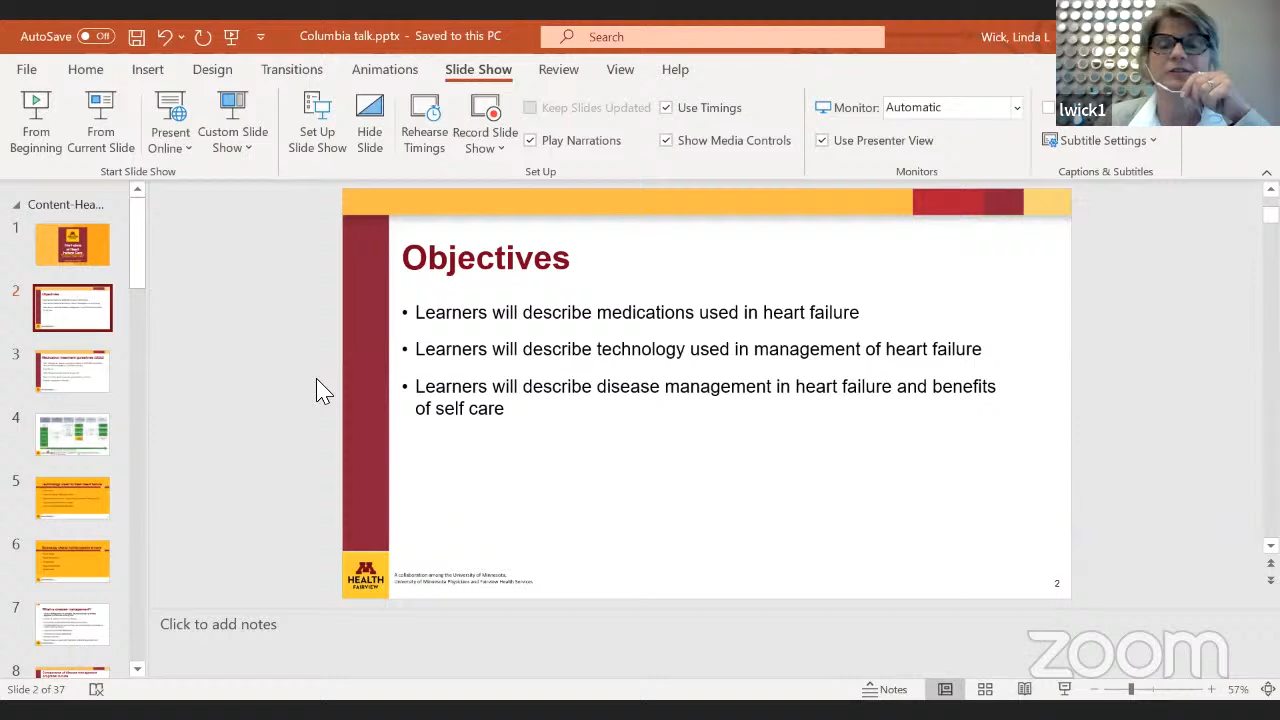 AutoSave Off
Columbia talk.pptx - Saved to this PC
Search
Wick, Linda L
File Home Insert Design Transitions Animations Slide Show Review View Help
From Beginning
From Current Slide
Present Online
Custom Slide Show
Start Slide Show
Set Up Slide Show
Hide Slide
Rehearse Timings
Record Slide Show
Keep Slides Updated
Play Narrations
Use Timings
Show Media Controls
Set Up
Monitor: Automatic
Use Presenter View
Monitors
lwick1
Subtitle Settings
Captions & Subtitles
Content-Hea...
1
2
4
5
6
7
What is disease management?
8
Objectives
• Learners will describe medications used in heart failure
• Learners will describe technology used in management of heart failure
• Learners will describe disease management in heart failure and benefits
of self care
M
HEALTH
FAIRVIEW
A collaboration among the University of Minnesota,
University of Minnesota Physicians and Fairview Health Services
2
Click to add notes
zoom
Slide 2 of 37
Notes
57%